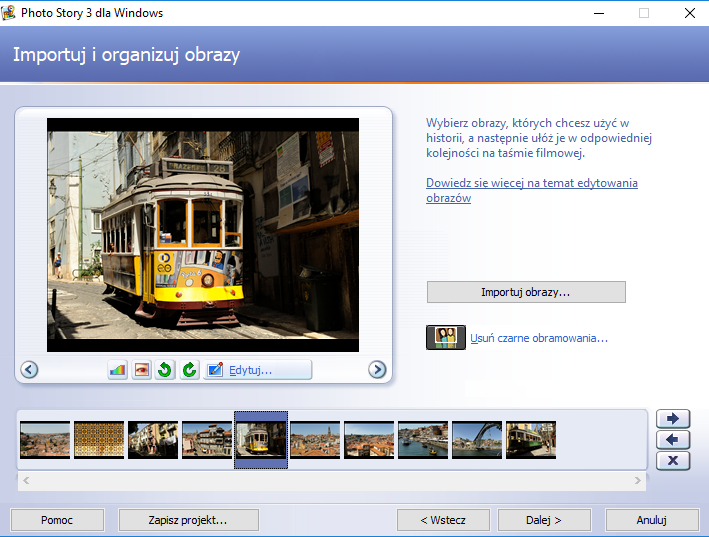 Photo Story 3 dla Windows
Importuj i organizuj obrazy
Wybierz obrazy, których chcesz użyć w
historii, a następnie ułóż je w odpowiedniej
kolejności na taśmie filmowej.
Dowiedz się więcej na temat edytowania
obrazów
Importuj obrazy...
Usuń czarne obramowania...
Edytuj...
Pomoc
Zapisz projekt...
< Wstecz
Dalej >
Anuluj